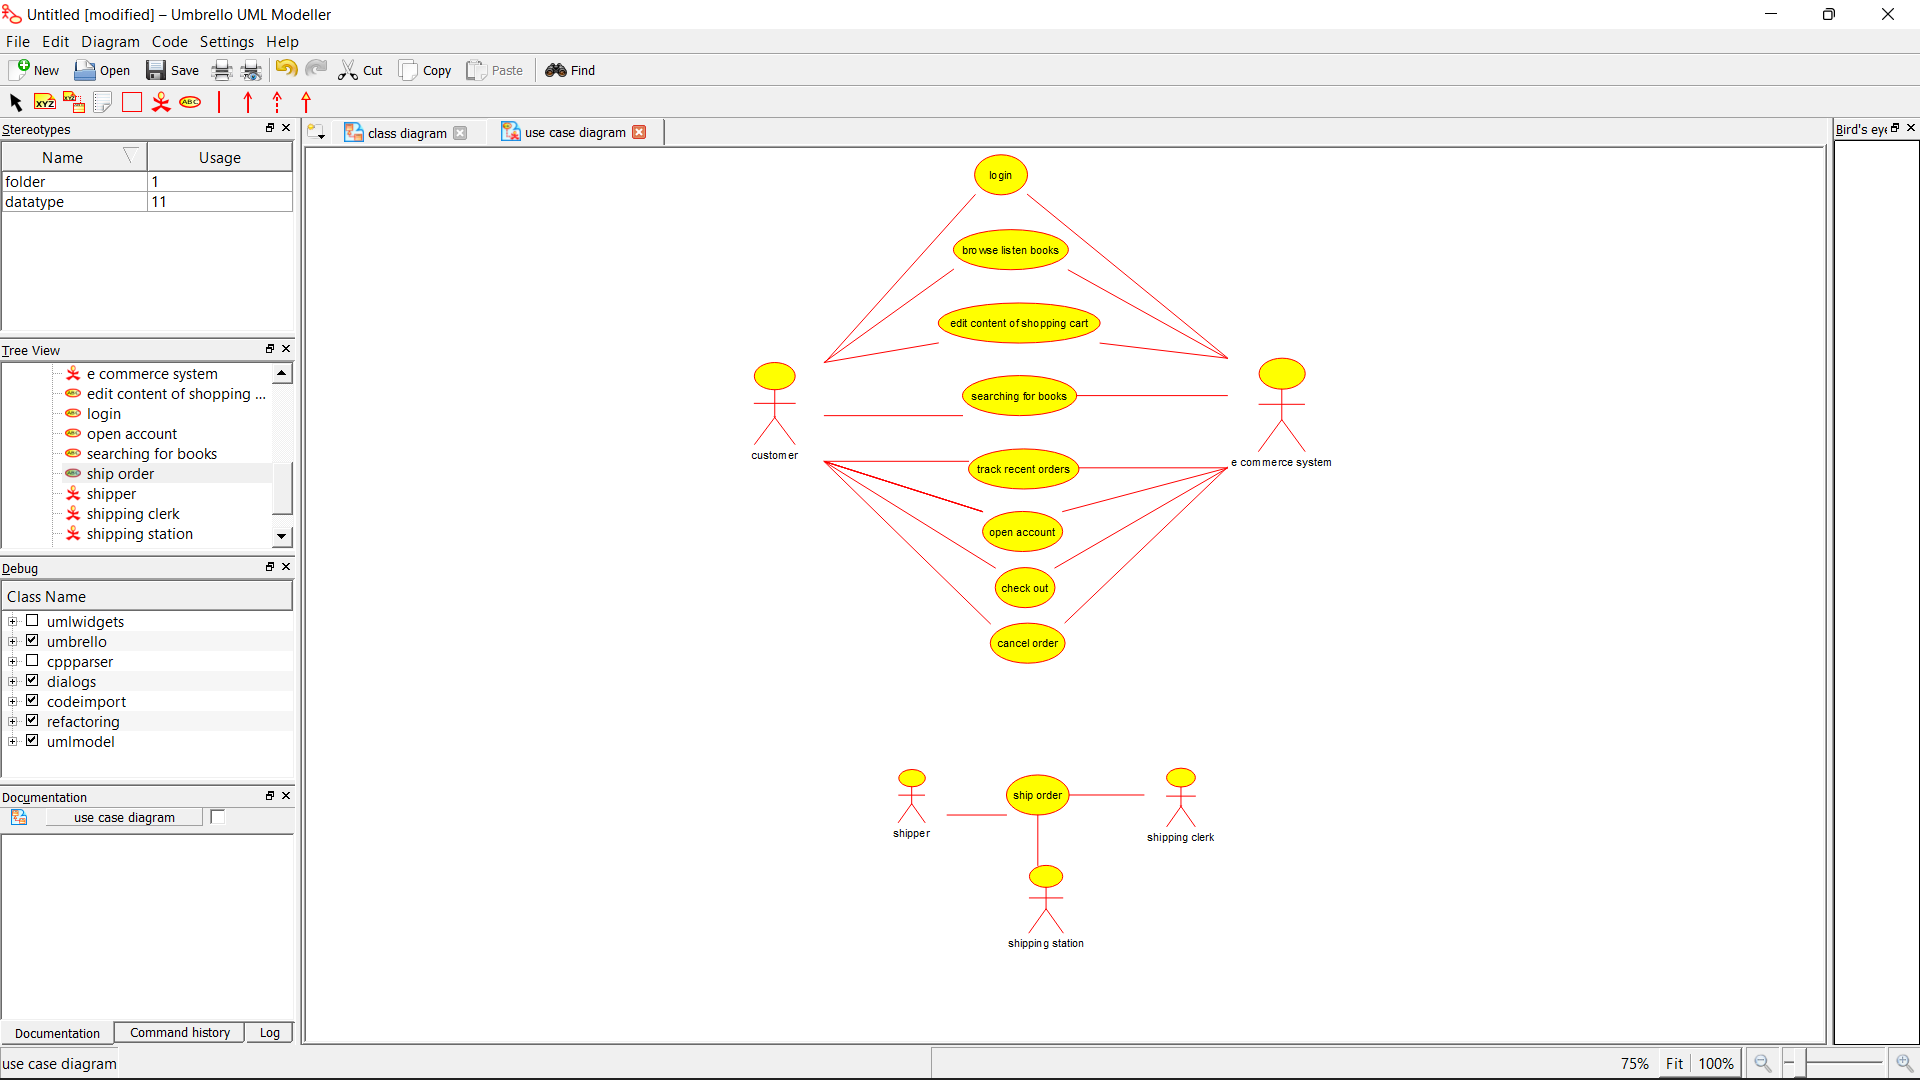 Untitled [modified] – Umbrello UML Modeller
File Edit Diagram Code Settings Help
New Open Save Cut Copy Paste Find
XYZ XYZ ABC
Stereotypes
Name Usage
folder 1
datatype 11
Tree View
e commerce system
edit content of shopping ...
login
open account
searching for books
ship order
shipper
shipping clerk
shipping station
Debug
Class Name
umlwidgets
umbrello
cppparser
dialogs
codeimport
refactoring
umlmodel
Documentation
use case diagram
Documentation Command history Log
class diagram use case diagram
login
browse listen books
edit content of shopping cart
searching for books
customer
e commerce system
track recent orders
open account
check out
cancel order
ship order
shipper
shipping clerk
shipping station
Bird's eye
use case diagram
75% Fit 100%